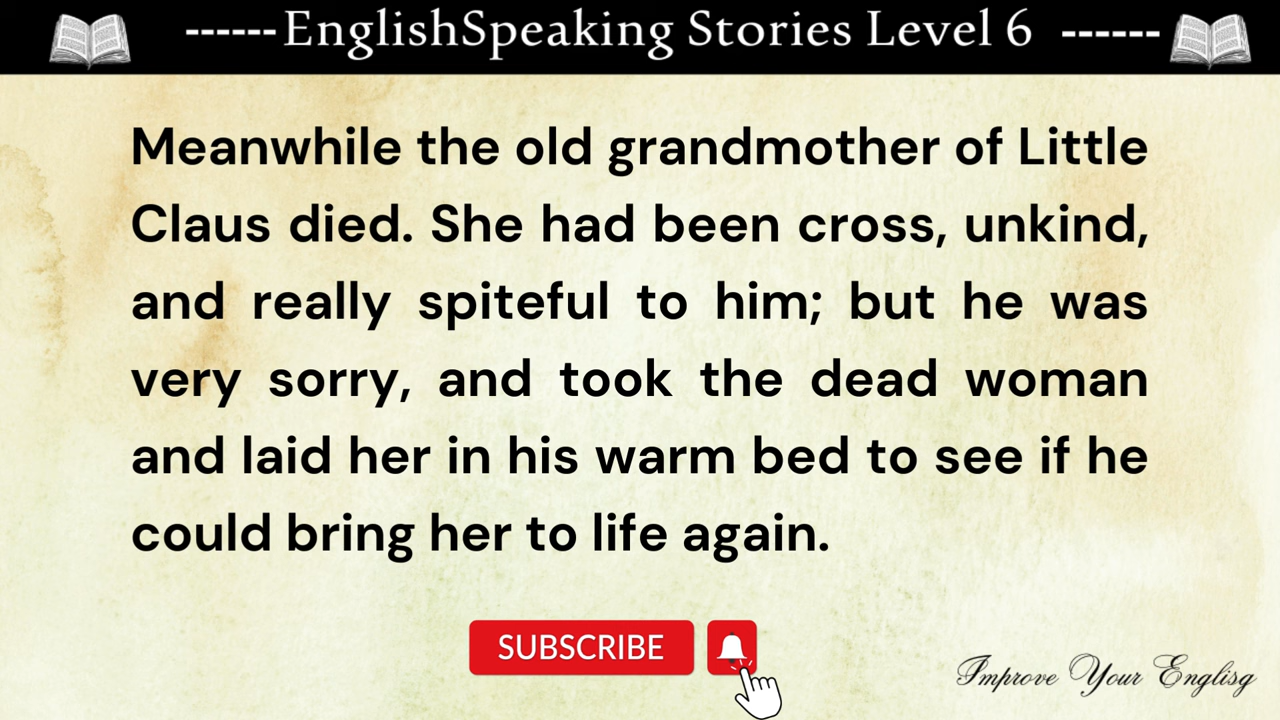 ------EnglishSpeaking Stories Level 6 ------
Meanwhile the old grandmother of Little
Claus died. She had been cross, unkind,
and really spiteful to him; but he was
very sorry, and took the dead woman
and laid her in his warm bed to see if he
could bring her to life again.
SUBSCRIBE
Improve Your Englisg